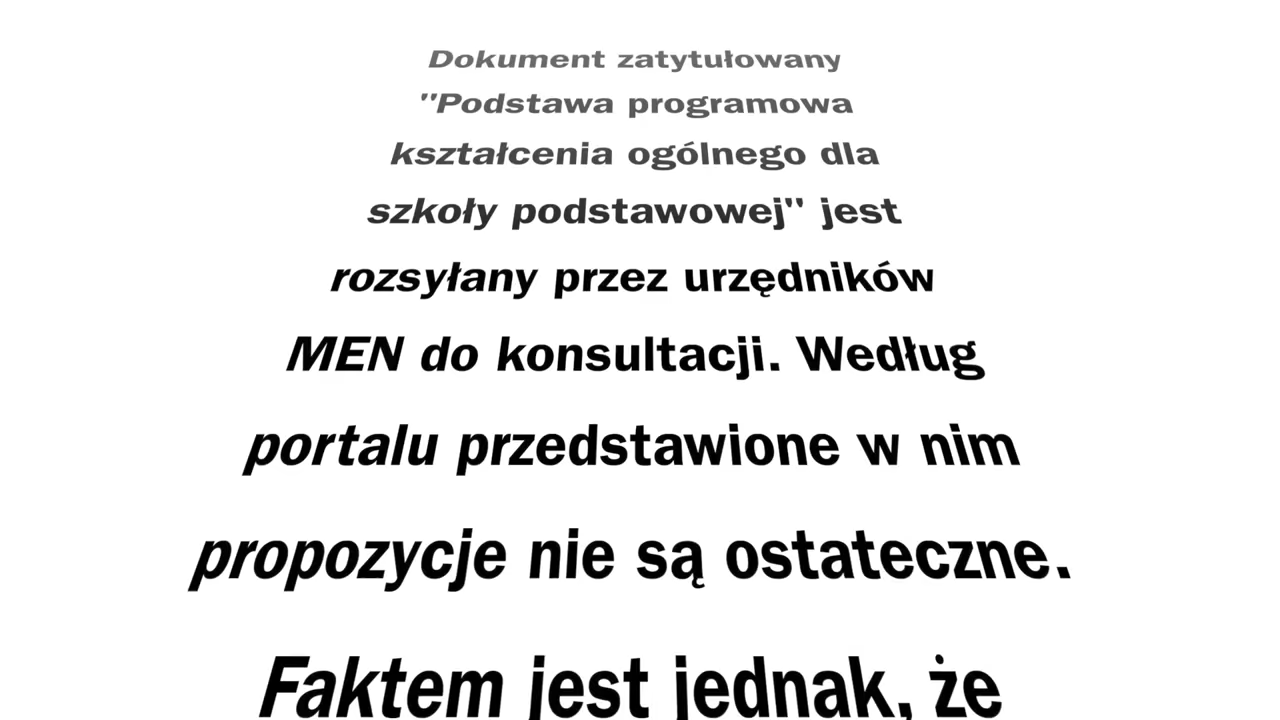 Dokument zatytułowany
"Podstawa programowa
kształcenia ogólnego dla
szkoły podstawowej" jest
rozsyłany przez urzędników
MEN do konsultacji. Według
portalu przedstawione w nim
propozycje nie są ostateczne.
Faktem jest jednak, że